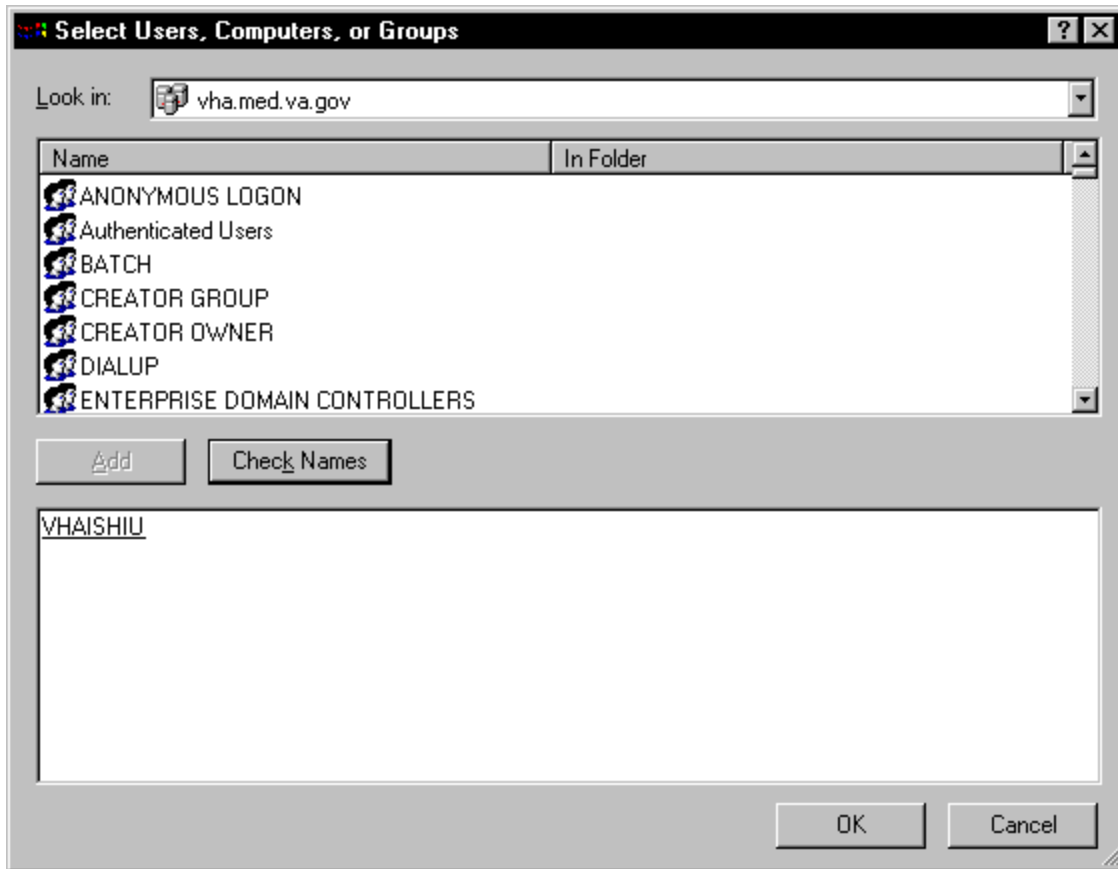 Select Users, Computers, or Groups
Look in: vha.med.va.gov
Name In Folder
ANONYMOUS LOGON
Authenticated Users
BATCH
CREATOR GROUP
CREATOR OWNER
DIALUP
ENTERPRISE DOMAIN CONTROLLERS
Add Check Names
VHAISHIU
OK Cancel